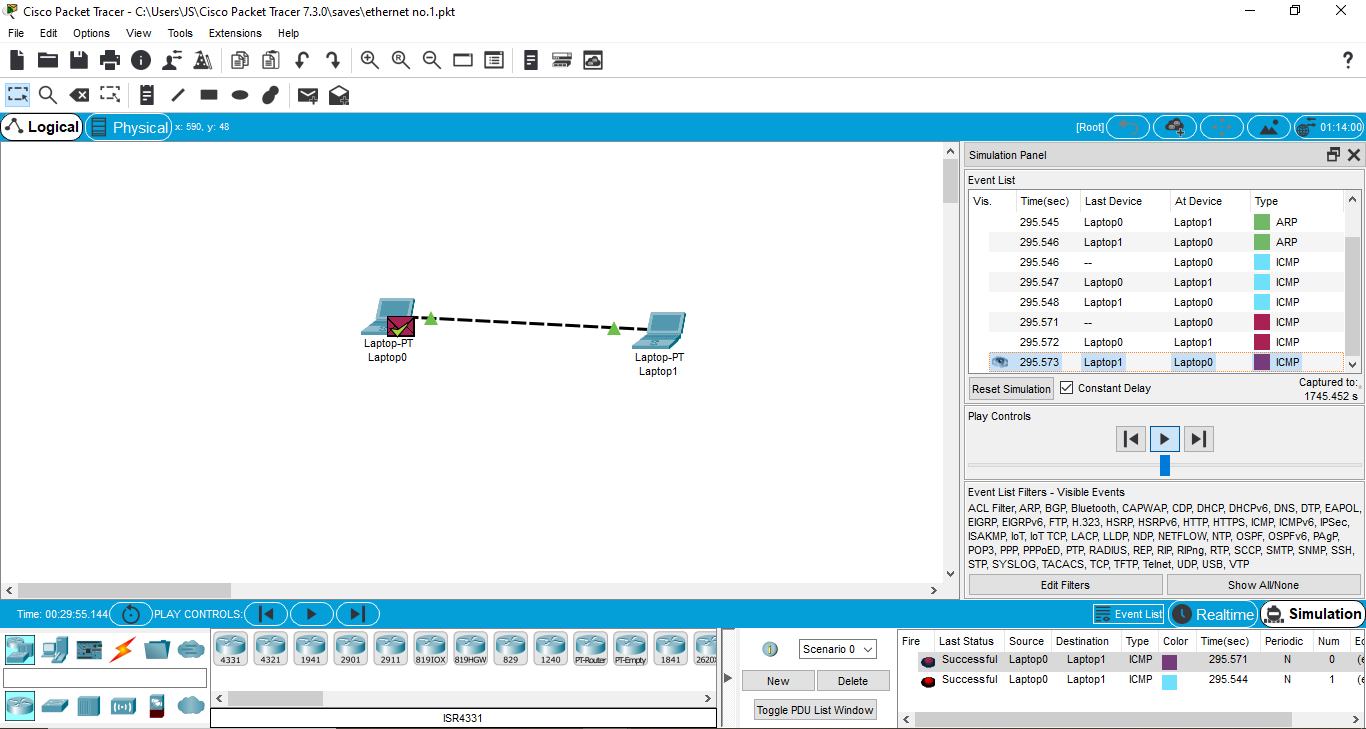 Cisco Packet Tracer - C:\Users\JS\Cisco Packet Tracer 7.3.0\saves\ethernet no.1.pkt
File Edit Options View Tools Extensions Help
Logical Physical x: 590, y: 48 [Root] 01:14:00
Simulation Panel
Event List
Vis. Time(sec) Last Device At Device Type
295.545 Laptop0 Laptop1 ARP
295.546 Laptop1 Laptop0 ARP
295.546 -- Laptop0 ICMP
295.547 Laptop0 Laptop1 ICMP
295.548 Laptop1 Laptop0 ICMP
295.571 -- Laptop0 ICMP
295.572 Laptop0 Laptop1 ICMP
295.573 Laptop1 Laptop0 ICMP
Reset Simulation Constant Delay Captured to:
1745.452 s
Laptop-PT
Laptop0
Laptop-PT
Laptop1
Play Controls
Event List Filters - Visible Events
ACL Filter, ARP, BGP, Bluetooth, CAPWAP, CDP, DHCP, DHCPv6, DNS, DTP, EAPOL,
EIGRP, EIGRPv6, FTP, H.323, HSRP, HSRPv6, HTTP, HTTPS, ICMP, ICMPv6, IPSec,
ISAKMP, IoT, IoT TCP, LACP, LLDP, NDP, NETFLOW, NTP, OSPF, OSPFv6, PAgP,
POP3, PPP, PPPoED, PTP, RADIUS, REP, RIP, RIPng, RTP, SCCP, SMTP, SNMP, SSH,
STP, SYSLOG, TACACS, TCP, TFTP, Telnet, UDP, USB, VTP
Edit Filters Show All/None
Time: 00:29:55.144 PLAY CONTROLS: Event List Realtime Simulation
4331 4321 1941 2901 2911 819IOX 819HGW 829 1240 PT-Router PT-Empty 1841 2620X
ISR4331
Scenario 0
New Delete
Toggle PDU List Window
Fire Last Status Source Destination Type Color Time(sec) Periodic Num Ec
Successful Laptop0 Laptop1 ICMP 295.571 N 0 (e
Successful Laptop0 Laptop1 ICMP 295.544 N 1 (e